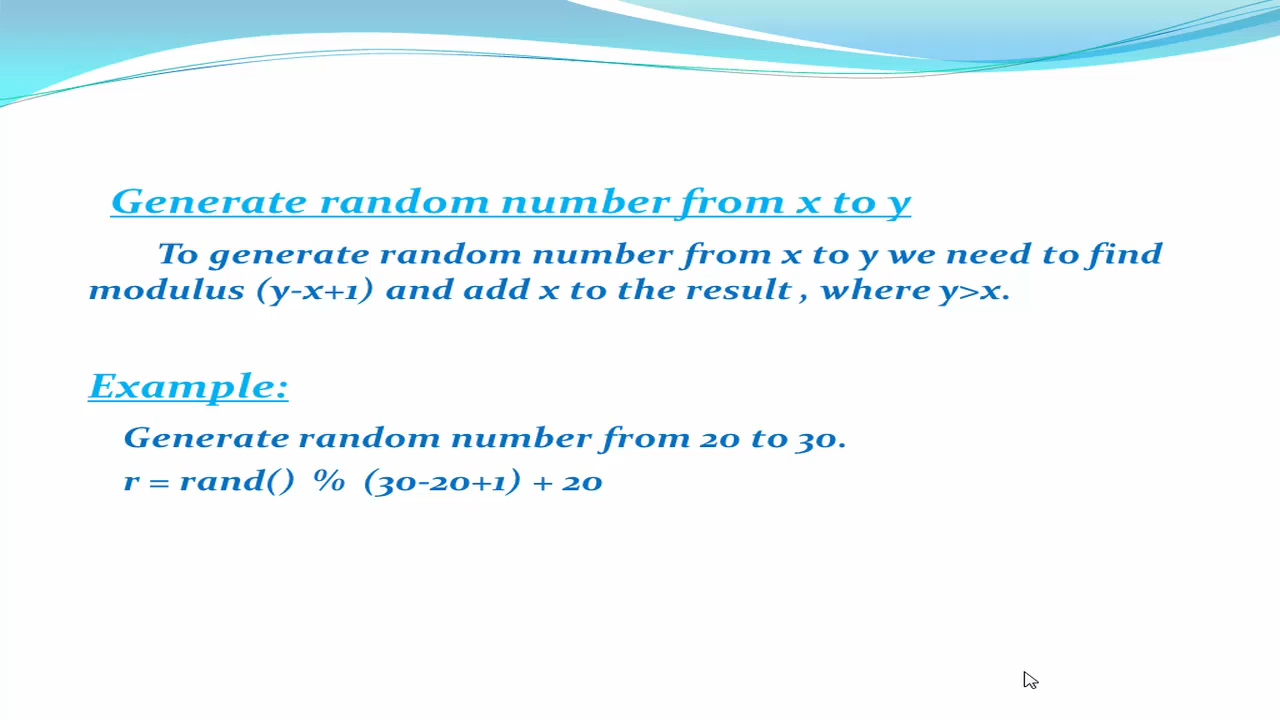 Generate random number from x to y
To generate random number from x to y we need to find
modulus (y-x+1) and add x to the result , where y>x.
Example:
Generate random number from 20 to 30.
r = rand() % (30-20+1) + 20